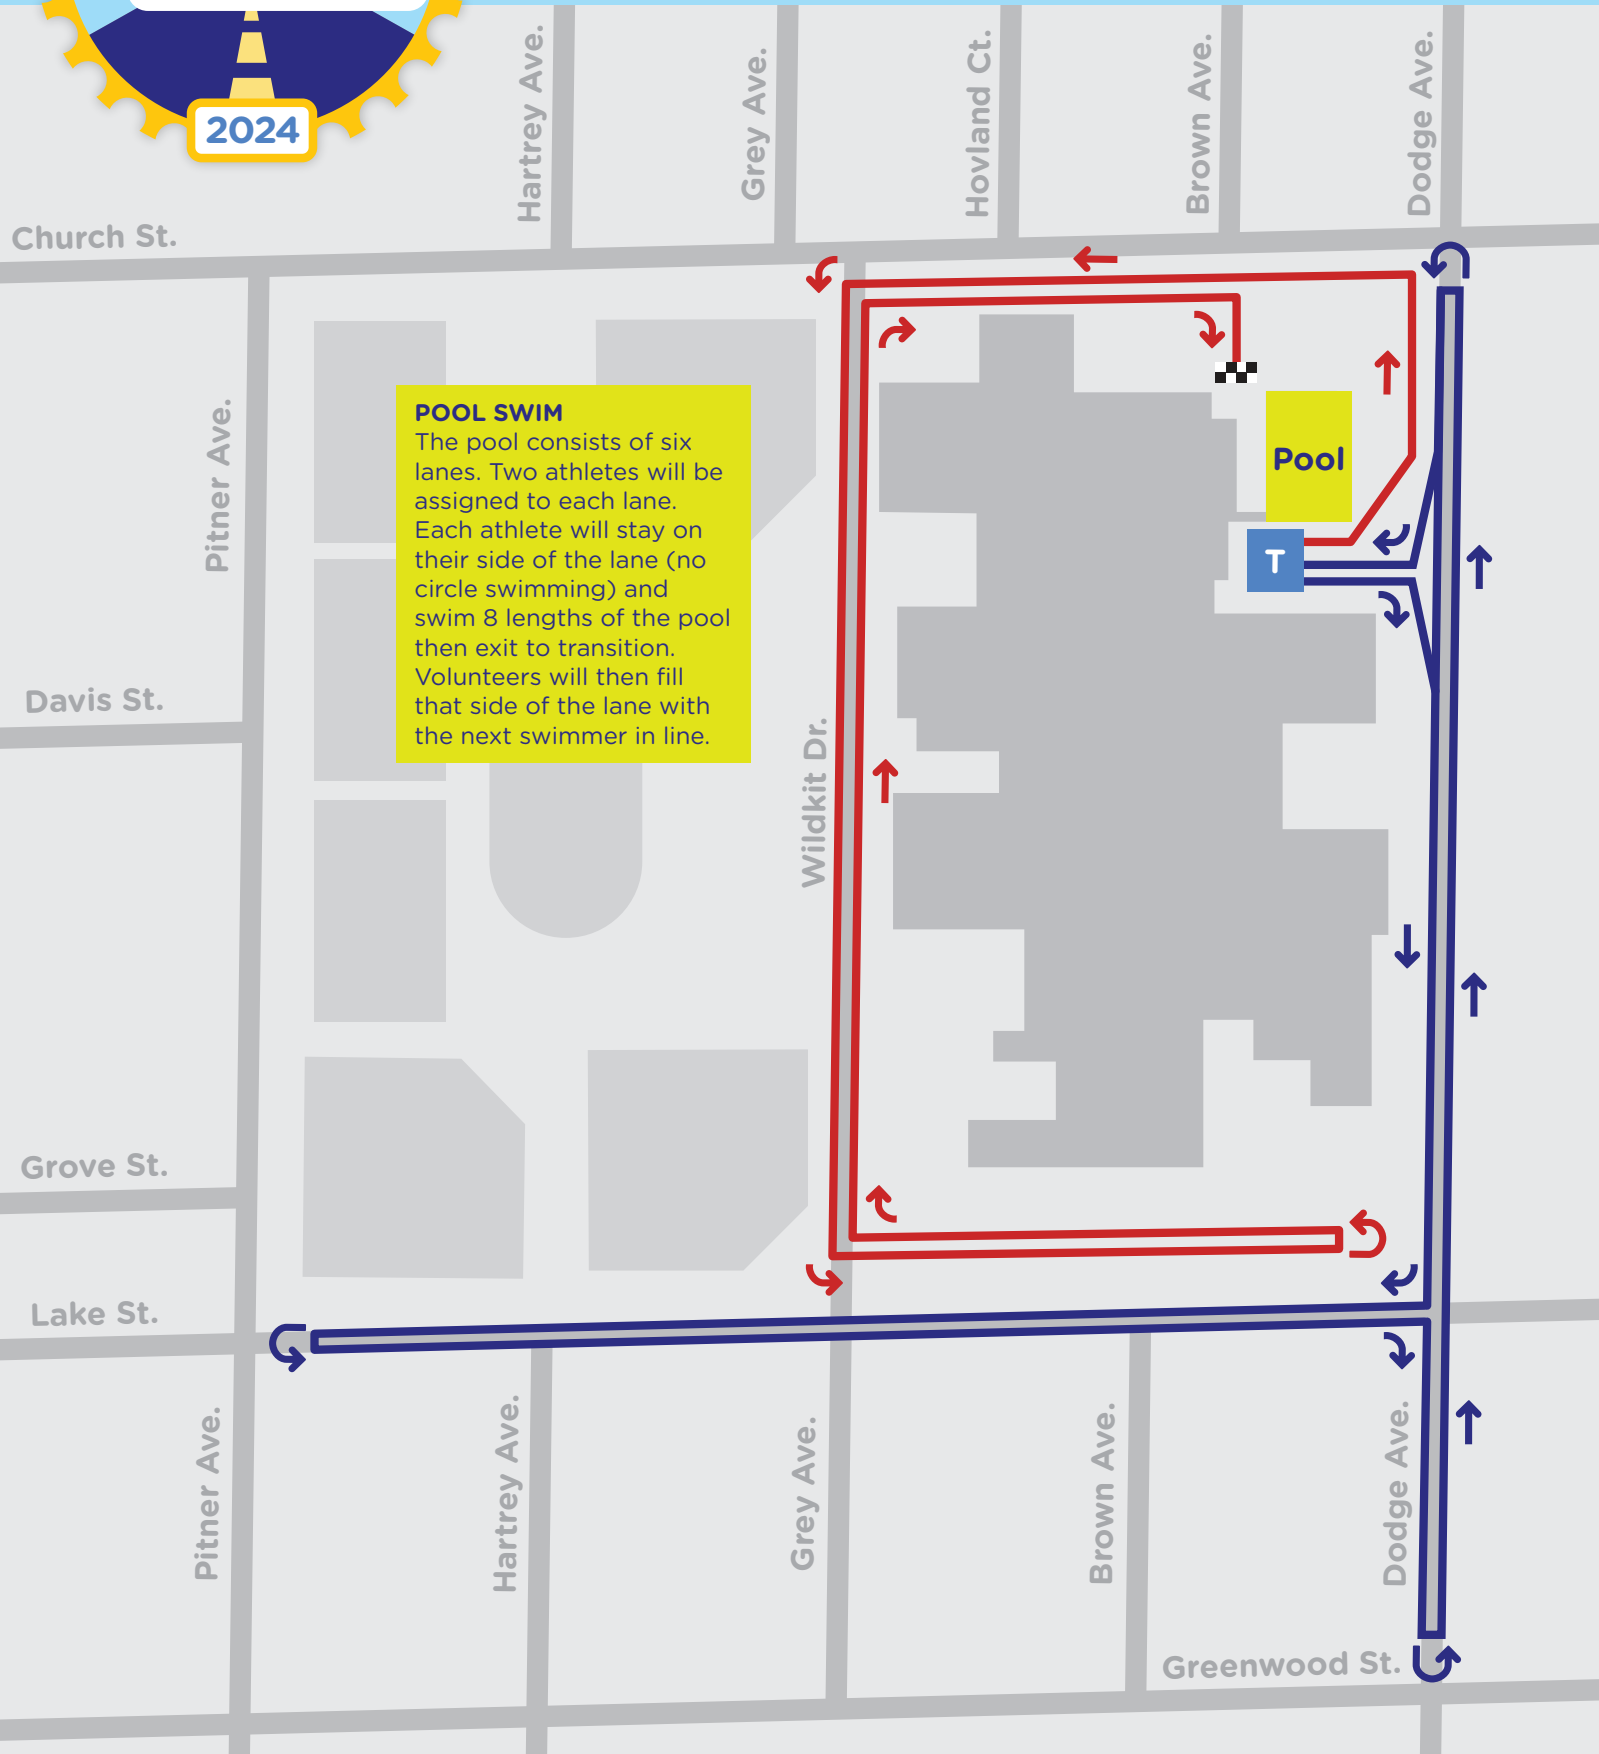 2024
Hartrey Ave.
Grey Ave.
Hovland Ct.
Brown Ave.
Dodge Ave.
Church St.
Pitner Ave.
POOL SWIM
The pool consists of six
lanes. Two athletes will be
assigned to each lane.
Each athlete will stay on
their side of the lane (no
circle swimming) and
swim 8 lengths of the pool
then exit to transition.
Volunteers will then fill
that side of the lane with
the next swimmer in line.
Pool
T
Davis St.
Wildkit Dr.
Grove St.
Lake St.
Pitner Ave.
Hartrey Ave.
Grey Ave.
Brown Ave.
Dodge Ave.
Greenwood St.